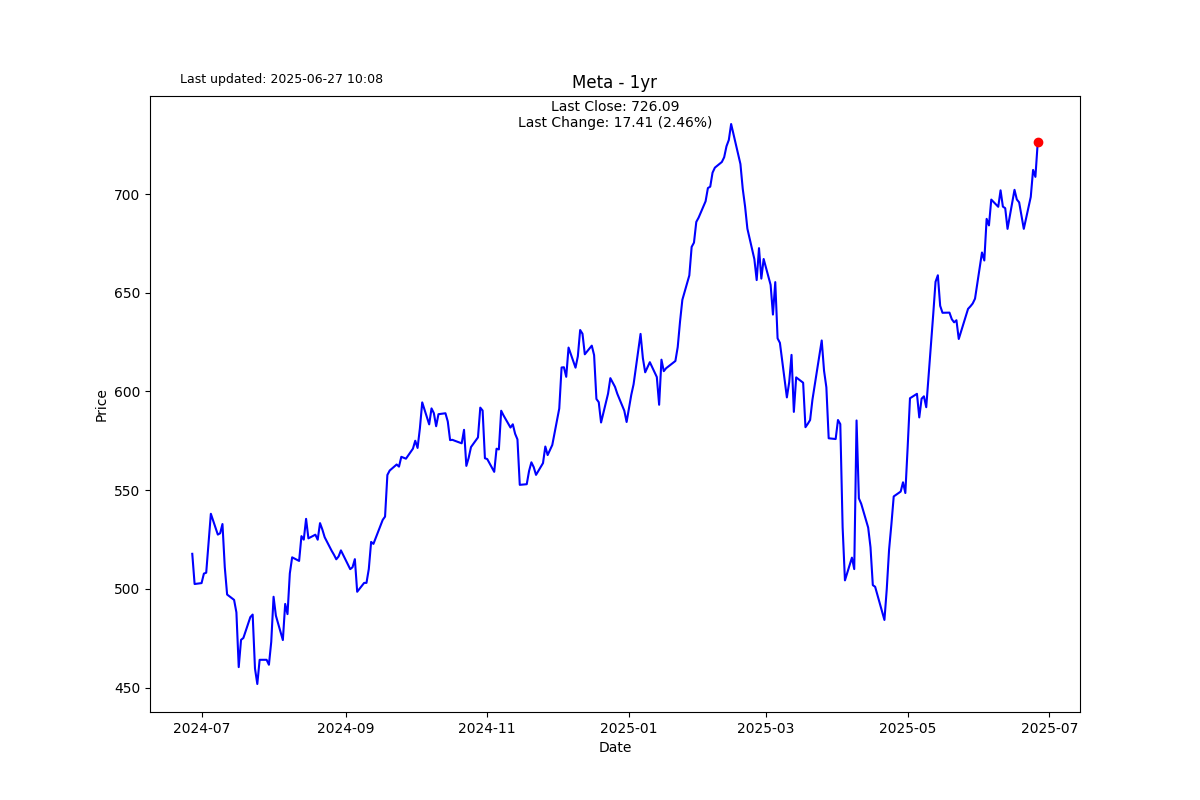 Last updated: 2025-06-27 10:08
Meta - 1yr
Last Close: 726.09
Last Change: 17.41 (2.46%)
700
650
600
550
500
450
Price
2024-07 2024-09 2024-11 2025-01 2025-03 2025-05 2025-07
Date